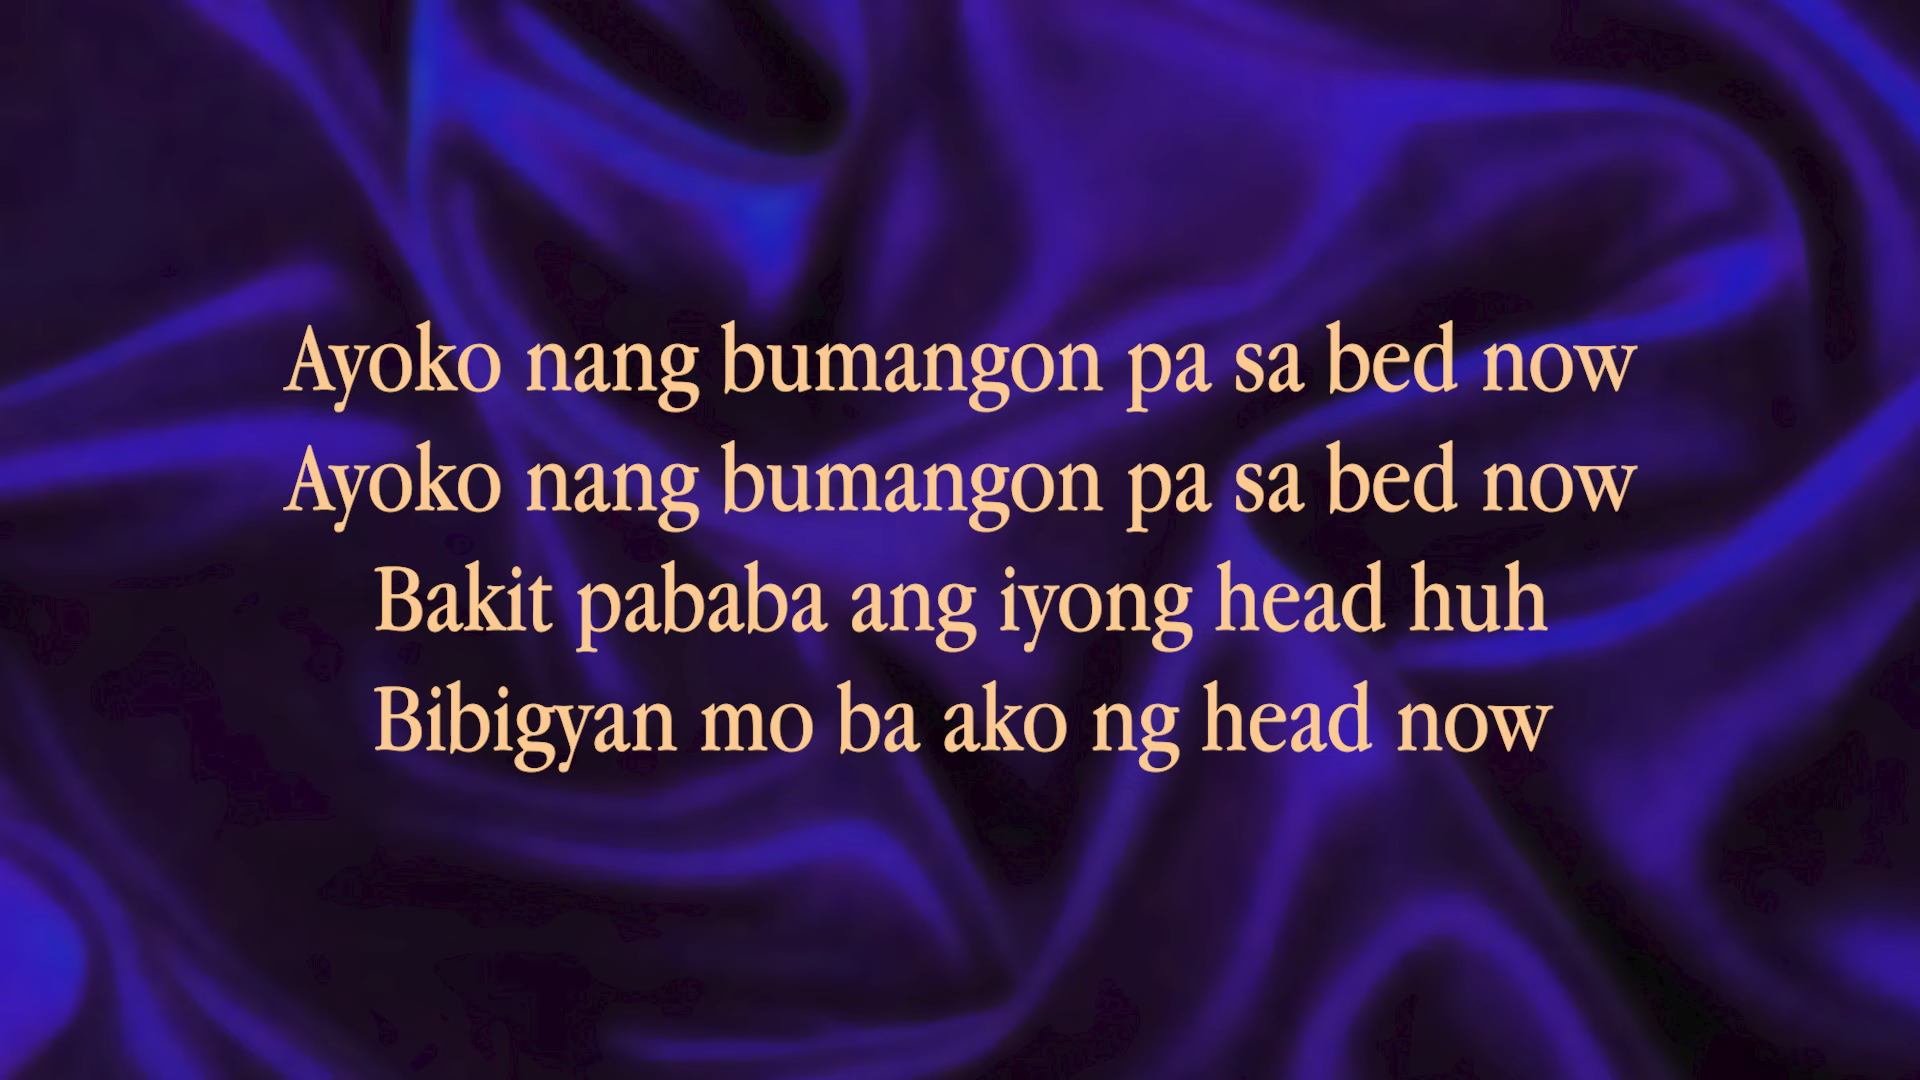 Ayoko nang bumangon pa sa bed now
Ayoko nang bumangon pa sa bed now
Bakit pababa ang iyong head huh
Bibigyan mo ba ako ng head now